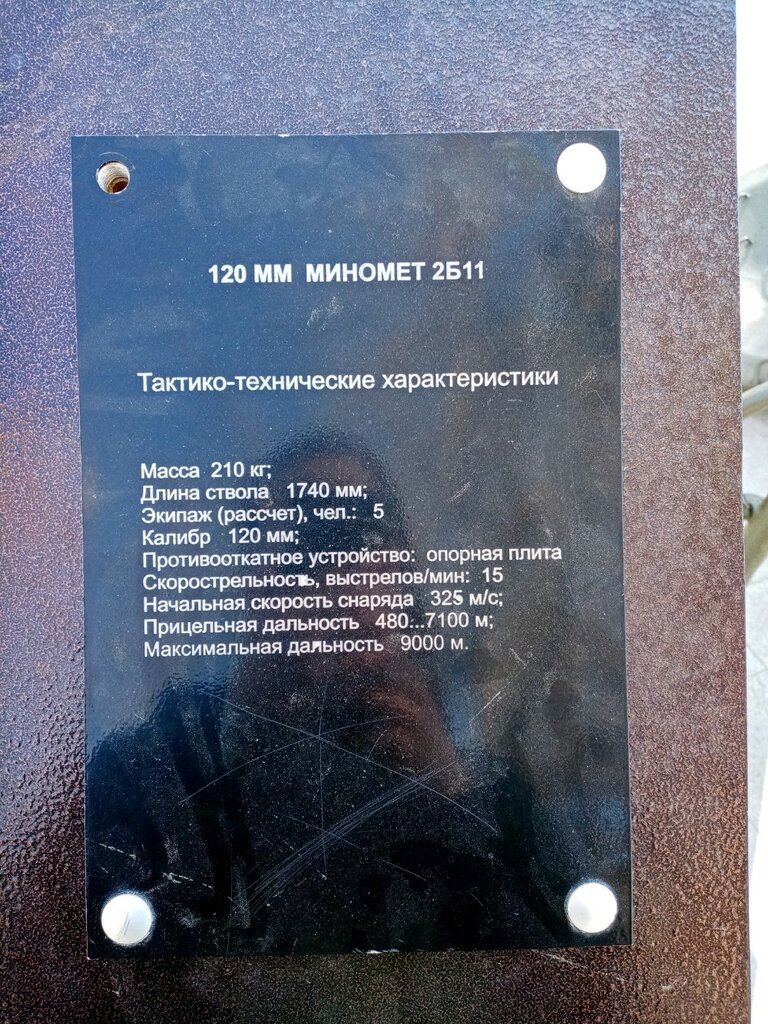 120 ММ МИНОМЕТ 2Б11
Тактико-технические характеристики
Масса 210 кг;
Длина ствола 1740 мм;
Экипаж (рассчет), чел.: 5
Калибр 120 мм;
Противооткатное устройство: опорная плита
Скорострельность, выстрелов/мин: 15
Начальная скорость снаряда 325 м/с;
Прицельная дальность 480...7100 м;
Максимальная дальность 9000 м.